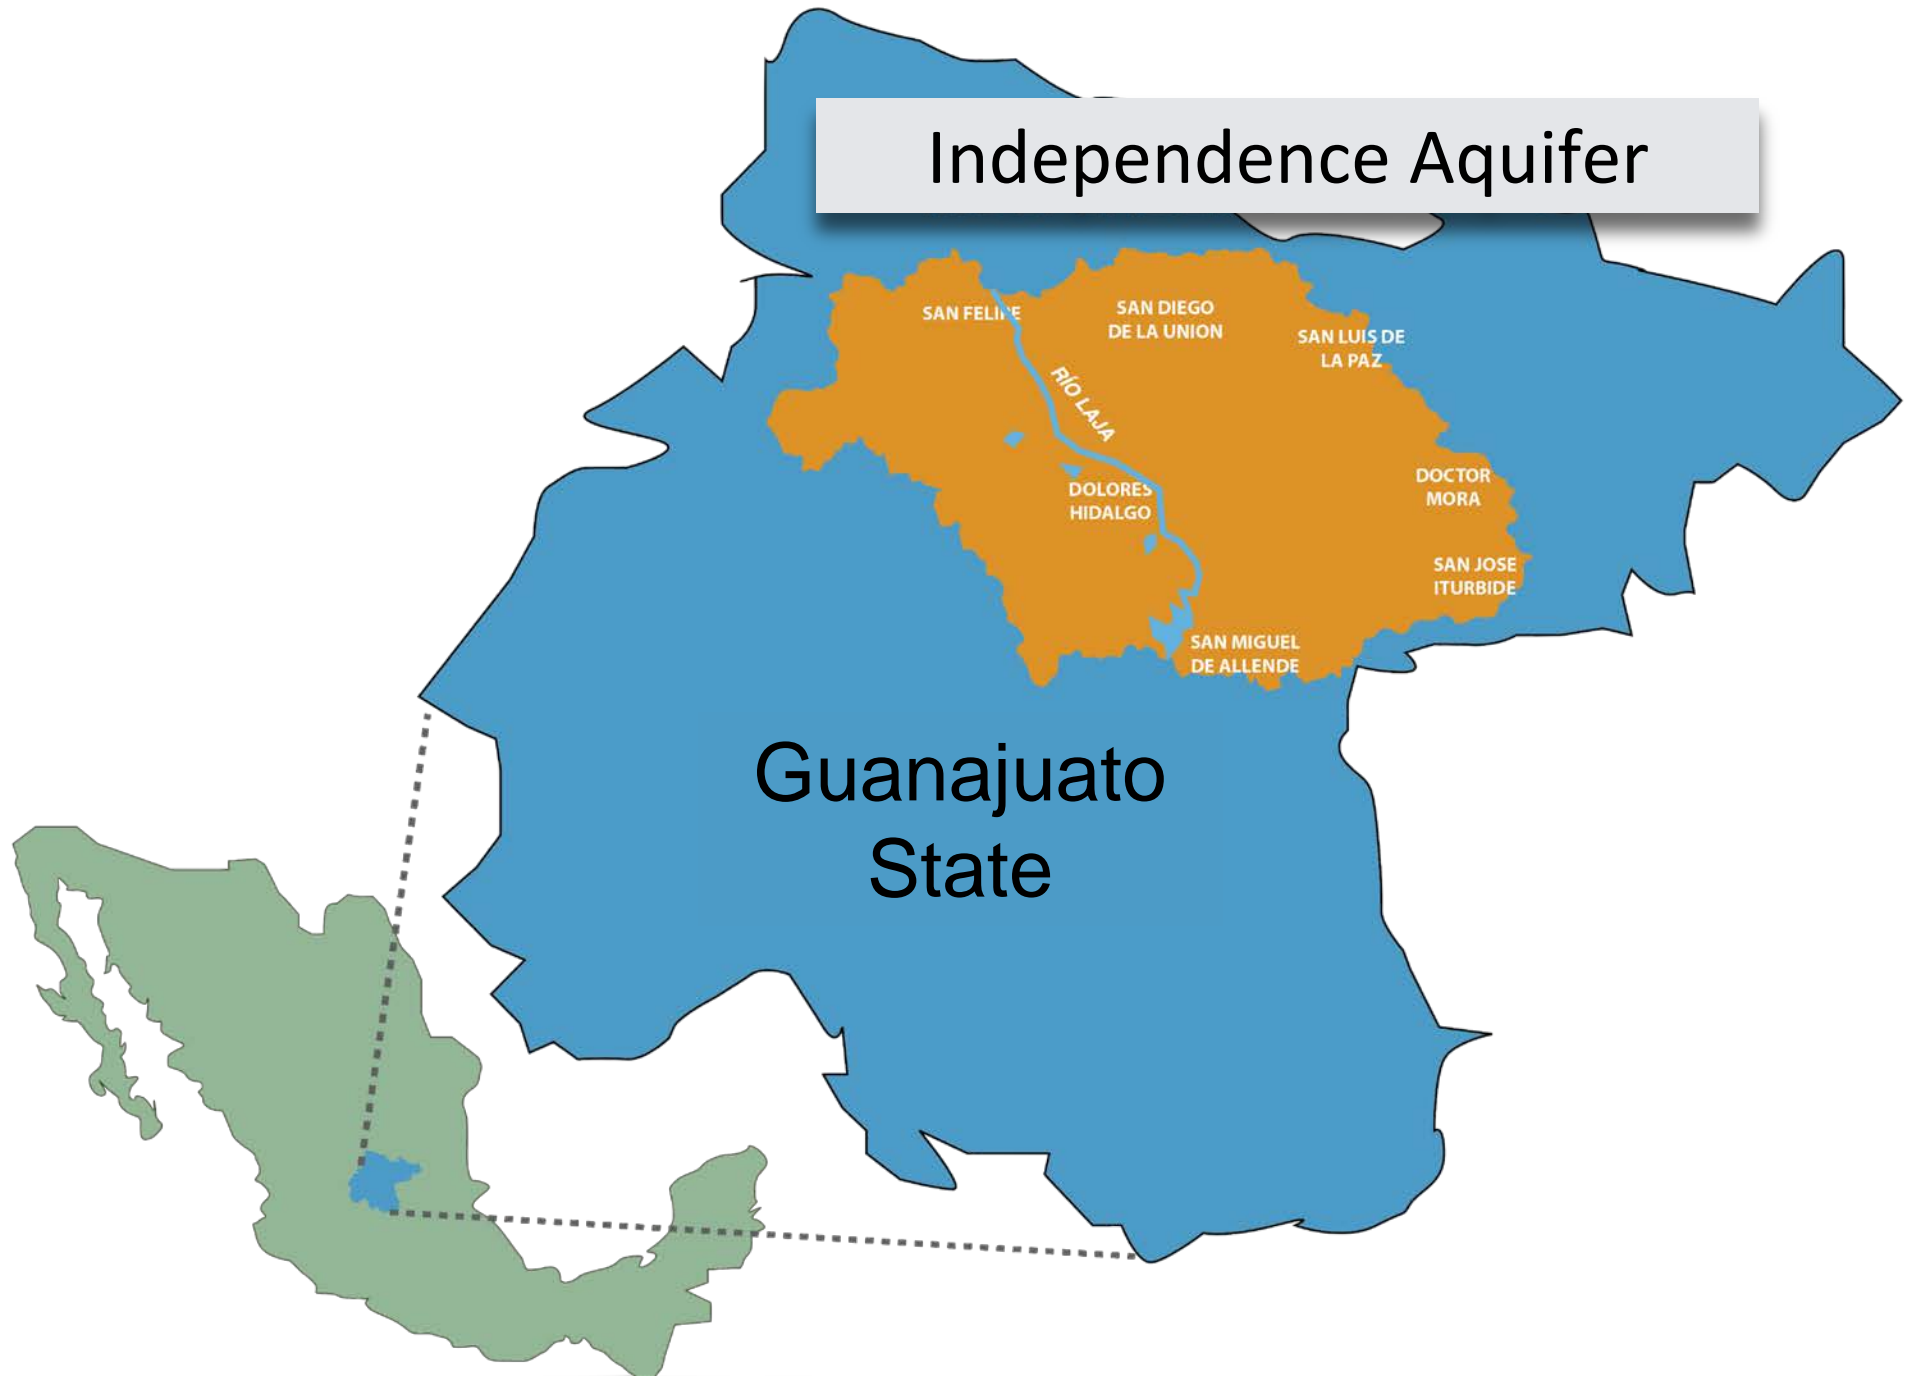 Independence Aquifer
SAN FELIPE
SAN DIEGO
DE LA UNION
SAN LUIS DE
LA PAZ
RÍO LAJA
DOLORES
HIDALGO
DOCTOR
MORA
SAN JOSE
ITURBIDE
SAN MIGUEL
DE ALLENDE
Guanajuato
State